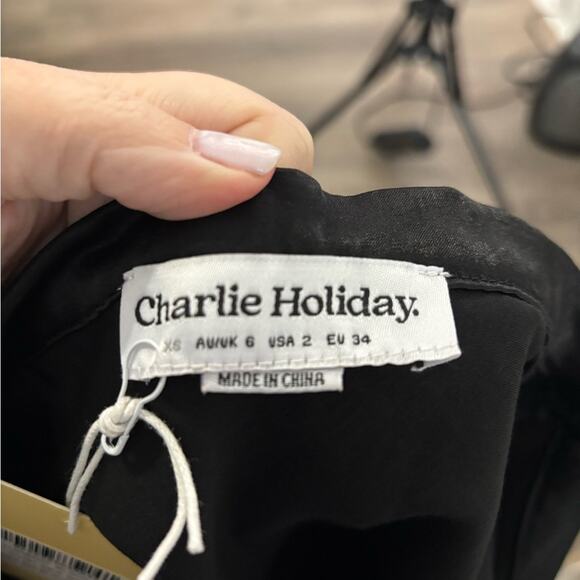 Charlie Holiday.
XS AU/UK 6 USA 2 EU 34
MADE IN CHINA